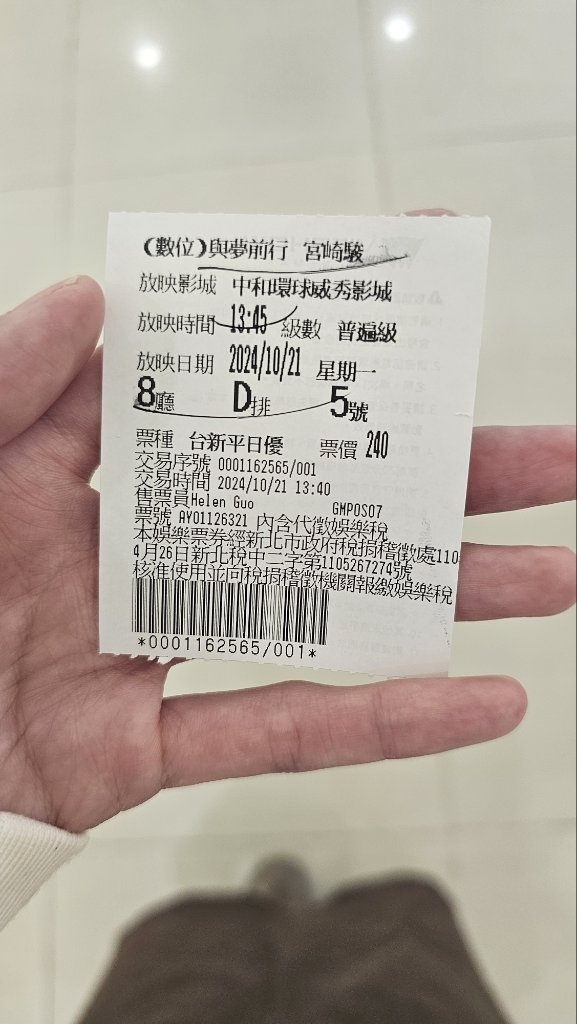 (數位)與夢前行 宮崎駿
放映影城 中和環球威秀影城
放映時間 13:45 級數 普遍級
放映日期 2024/10/21 星期一
8廳 D排 5號
票種 台新平日優 票價 240
交易序號 0001162565/001
交易時間 2024/10/21 13:40
售票員Helen Guo GMPOS07
票號 AY01126321 內含代徵娛樂稅
本娛樂票券經新北市政府稅捐稽徵處110
4月26日新北稅中二字第1105267274號
核准使用並向稅捐稽徵機關報繳娛樂稅
*0001162565/001*